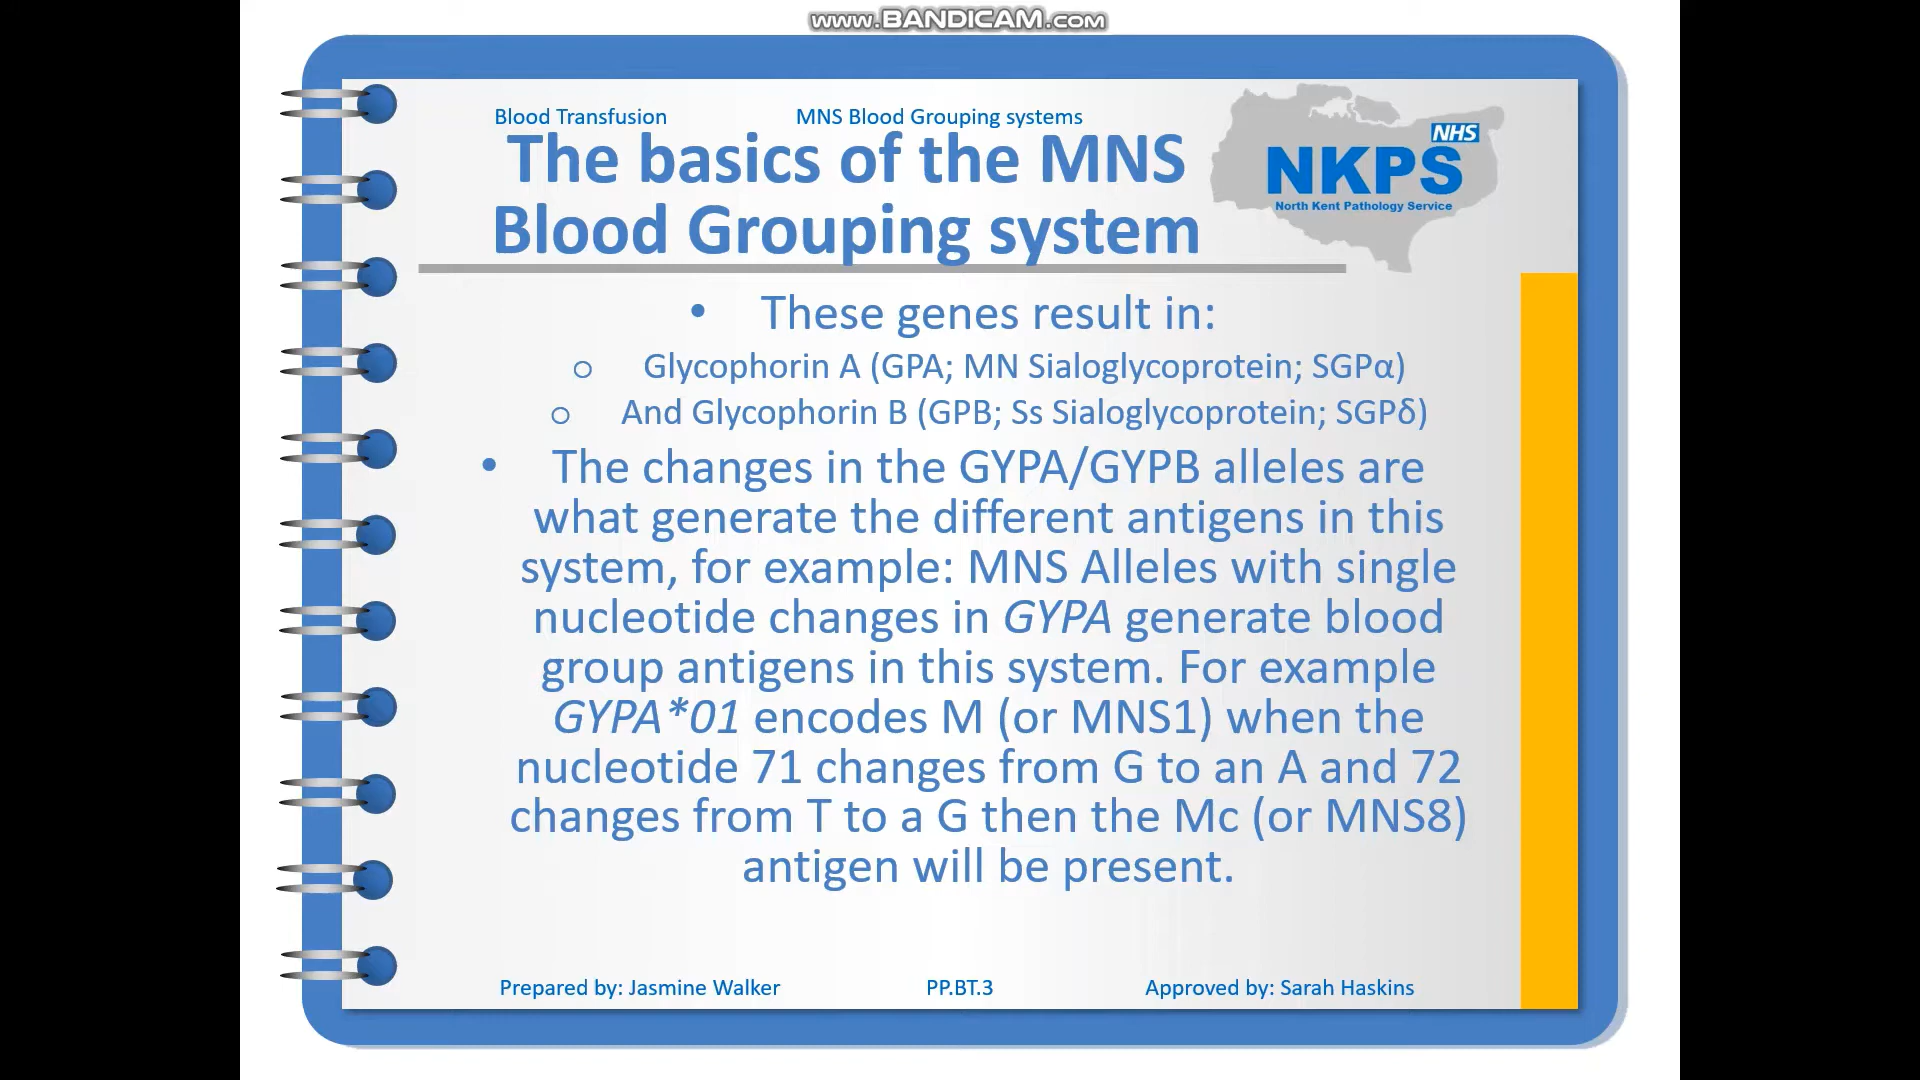 www.BANDICAM.com
Blood Transfusion MNS Blood Grouping systems
The basics of the MNS
Blood Grouping system
NHS
NKPS
North Kent Pathology Service
• These genes result in:
o Glycophorin A (GPA; MN Sialoglycoprotein; SGPα)
o And Glycophorin B (GPB; Ss Sialoglycoprotein; SGPδ)
• The changes in the GYPA/GYPB alleles are
what generate the different antigens in this
system, for example: MNS Alleles with single
nucleotide changes in GYPA generate blood
group antigens in this system. For example
GYPA*01 encodes M (or MNS1) when the
nucleotide 71 changes from G to an A and 72
changes from T to a G then the Mc (or MNS8)
antigen will be present.
Prepared by: Jasmine Walker PP.BT.3 Approved by: Sarah Haskins